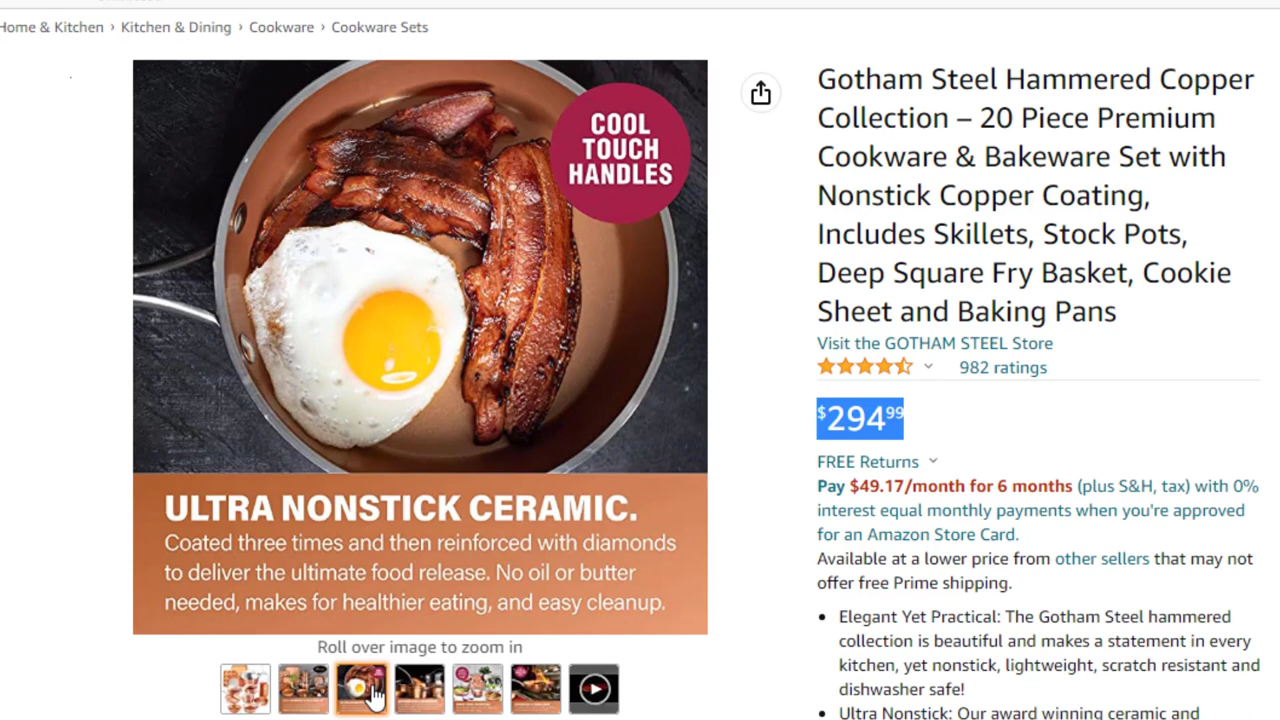 Home & Kitchen › Kitchen & Dining › Cookware › Cookware Sets
COOL
TOUCH
HANDLES
ULTRA NONSTICK CERAMIC.
Coated three times and then reinforced with diamonds
to deliver the ultimate food release. No oil or butter
needed, makes for healthier eating, and easy cleanup.
Roll over image to zoom in
Gotham Steel Hammered Copper
Collection – 20 Piece Premium
Cookware & Bakeware Set with
Nonstick Copper Coating,
Includes Skillets, Stock Pots,
Deep Square Fry Basket, Cookie
Sheet and Baking Pans
Visit the GOTHAM STEEL Store
982 ratings
$294.99
FREE Returns
Pay $49.17/month for 6 months (plus S&H, tax) with 0%
interest equal monthly payments when you're approved
for an Amazon Store Card.
Available at a lower price from other sellers that may not
offer free Prime shipping.
• Elegant Yet Practical: The Gotham Steel hammered
collection is beautiful and makes a statement in every
kitchen, yet nonstick, lightweight, scratch resistant and
dishwasher safe!
• Ultra Nonstick: Our award winning ceramic and